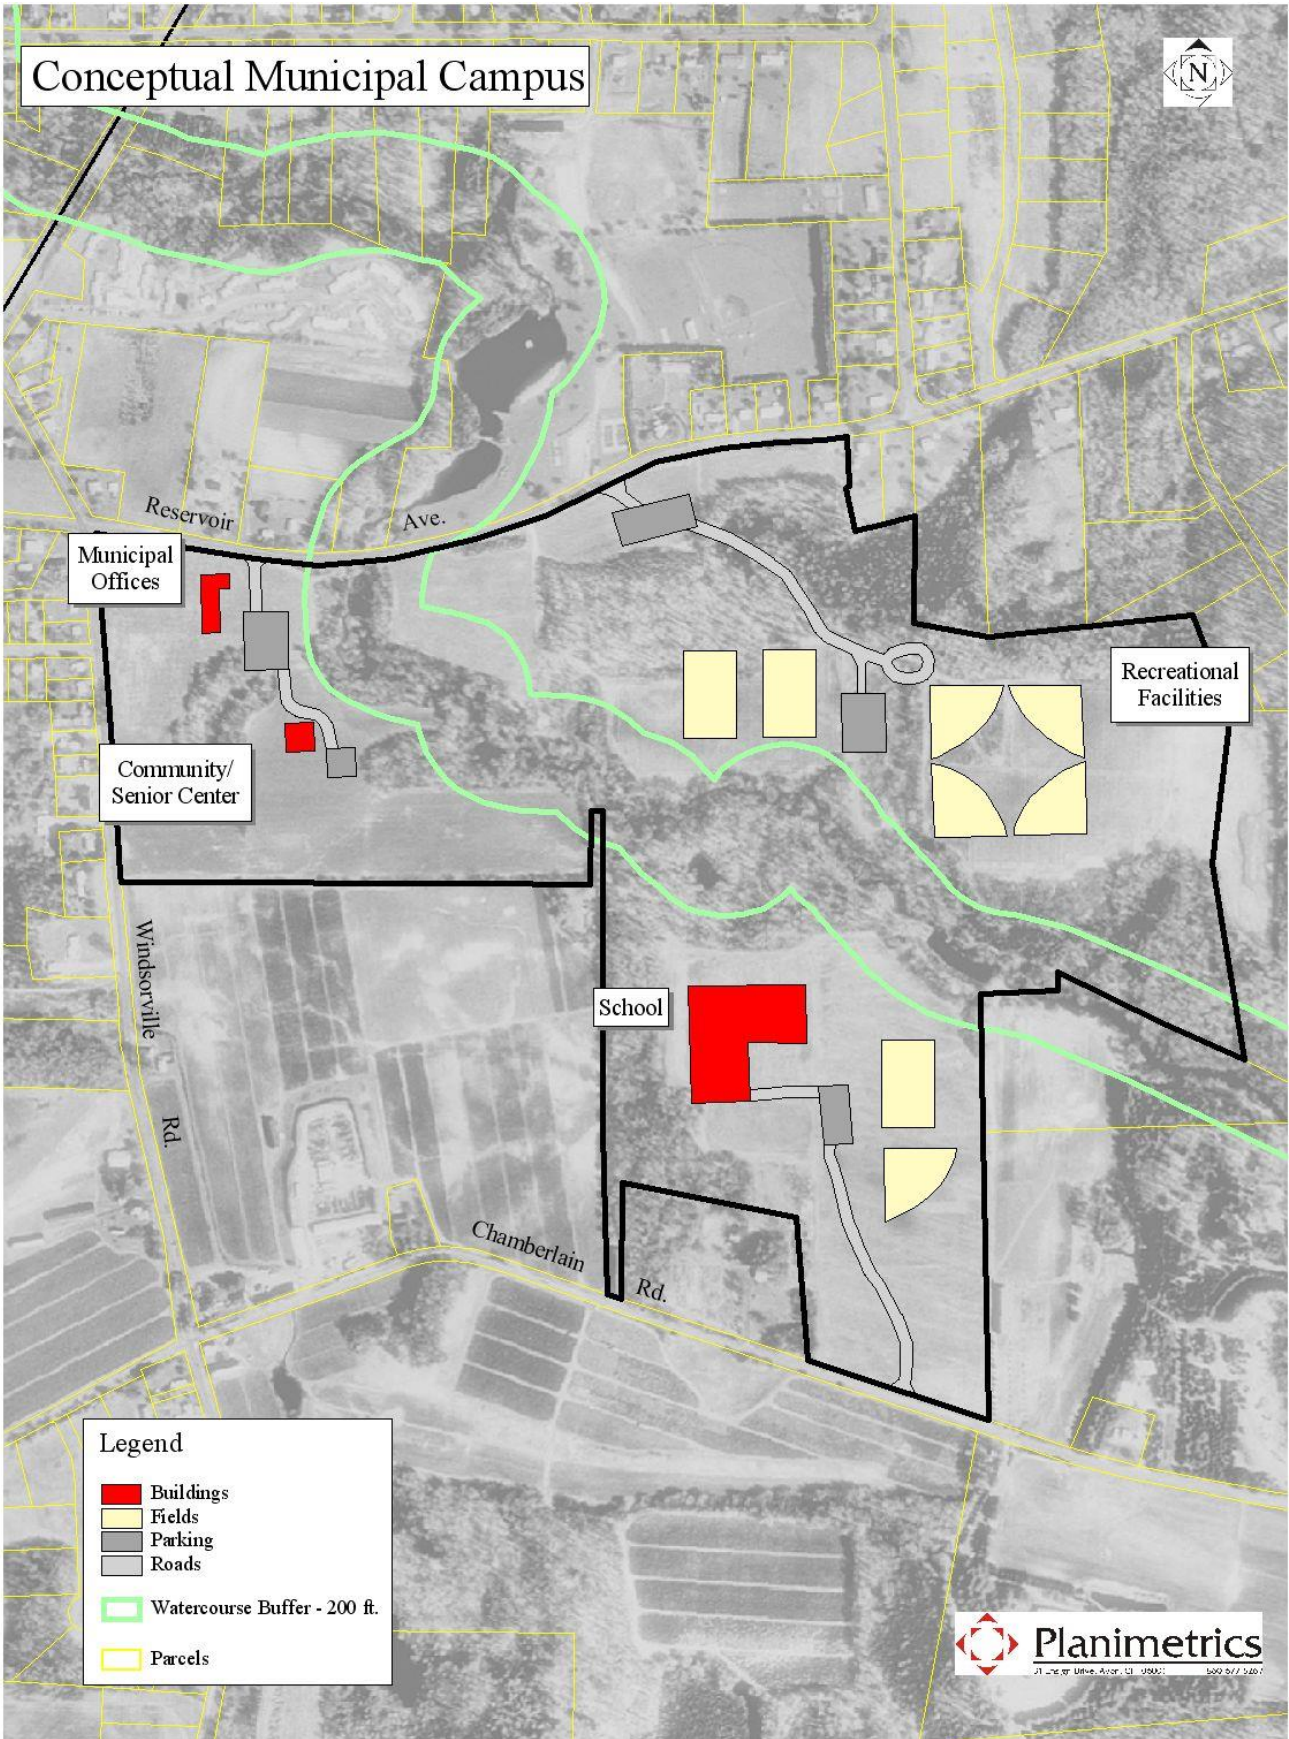 Conceptual Municipal Campus
N
Reservoir
Ave.
Municipal
Offices
Recreational
Facilities
Community/
Senior Center
Windsorville
Rd.
School
Chamberlain
Rd.
Legend
Buildings
Fields
Parking
Roads
Watercourse Buffer - 200 ft.
Parcels
Planimetrics